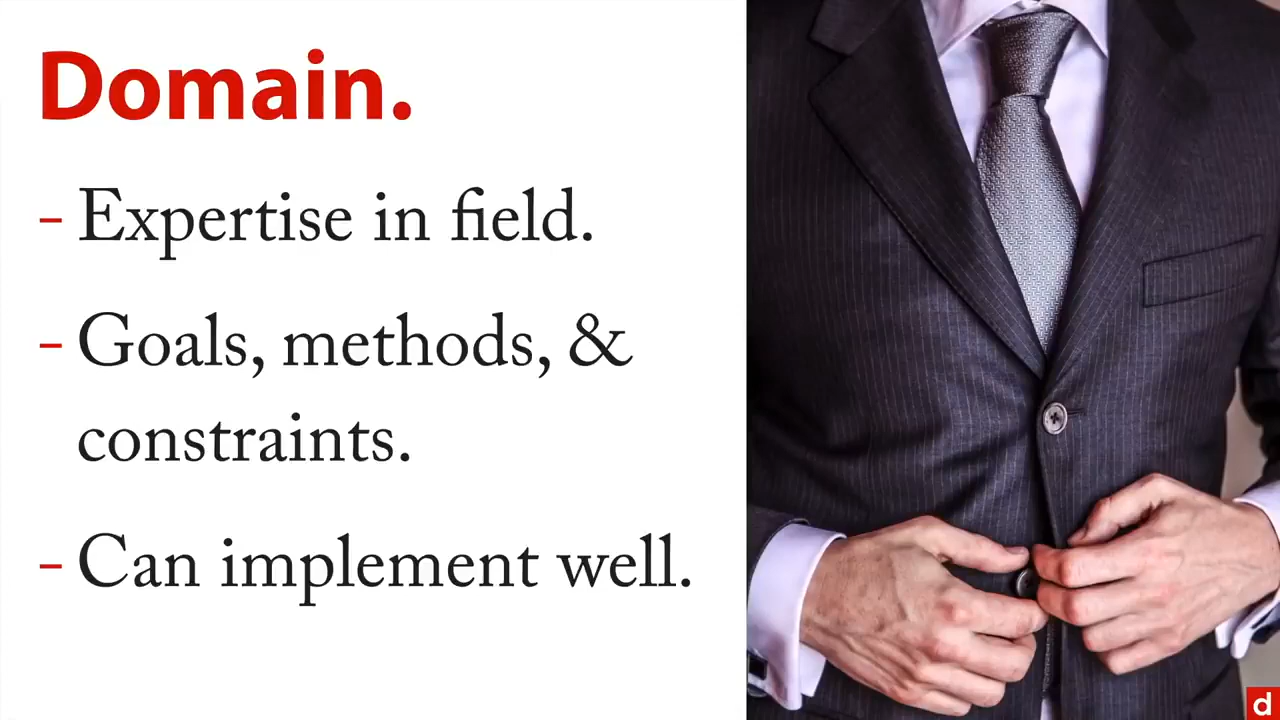 Domain.
- Expertise in field.
- Goals, methods, &
constraints.
- Can implement well.
d